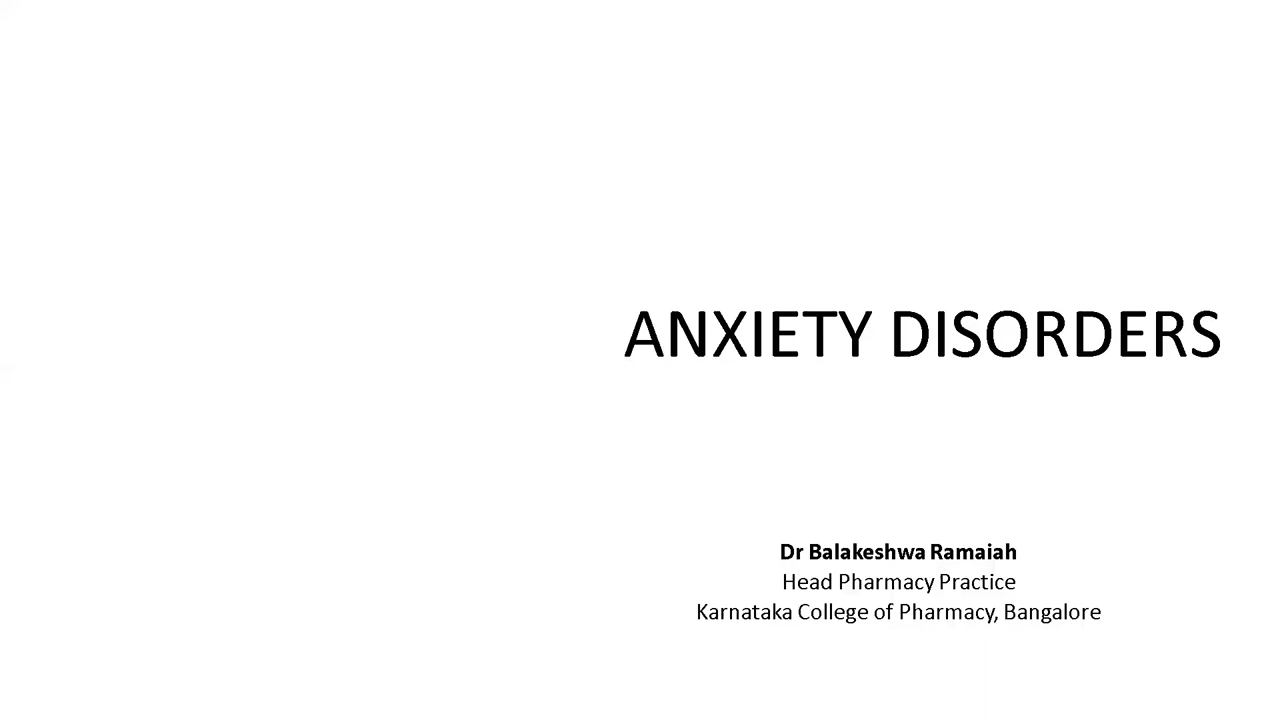 ANXIETY DISORDERS
Dr Balakeshwa Ramaiah
Head Pharmacy Practice
Karnataka College of Pharmacy, Bangalore